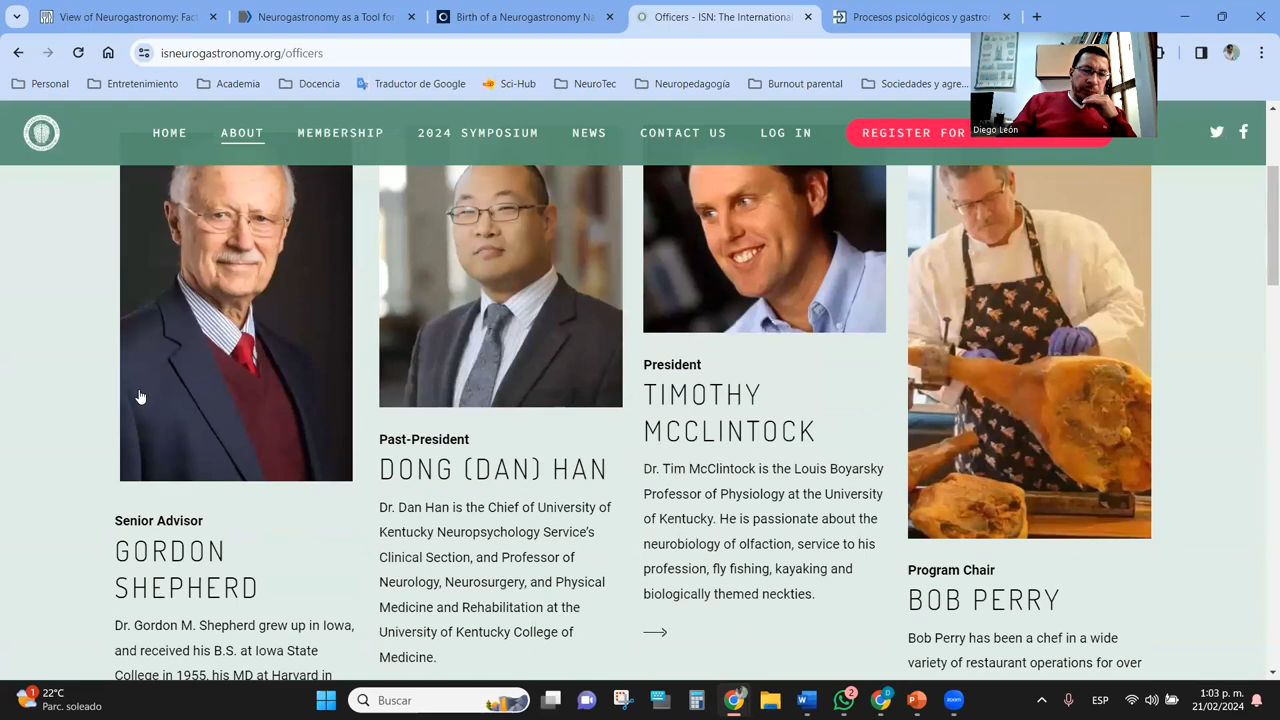 View of Neurogastronomy: Fac
Neurogastronomy as a Tool for
Birth of a Neurogastronomy Na
Officers - ISN: The International
Procesos psicológicos y gastror
isneurogastronomy.org/officers
Personal
Entretenimiento
Academia
Docencia
Traductor de Google
Sci-Hub
NeuroTec
Neuropedagogía
Burnout parental
Sociedades y agre...
Diego León
HOME
ABOUT
MEMBERSHIP
2024 SYMPOSIUM
NEWS
CONTACT US
LOG IN
REGISTER FOR
Senior Advisor
GORDON
SHEPHERD
Dr. Gordon M. Shepherd grew up in Iowa,
and received his B.S. at Iowa State
College in 1955, his MD at Harvard in
Past-President
DONG (DAN) HAN
Dr. Dan Han is the Chief of University of
Kentucky Neuropsychology Service's
Clinical Section, and Professor of
Neurology, Neurosurgery, and Physical
Medicine and Rehabilitation at the
University of Kentucky College of
Medicine.
President
TIMOTHY
MCCLINTOCK
Dr. Tim McClintock is the Louis Boyarsky
Professor of Physiology at the University
of Kentucky. He is passionate about the
neurobiology of olfaction, service to his
profession, fly fishing, kayaking and
biologically themed neckties.
Program Chair
BOB PERRY
Bob Perry has been a chef in a wide
variety of restaurant operations for over
22°C
Parc. soleado
Buscar
ESP
1:03 p. m.
21/02/2024